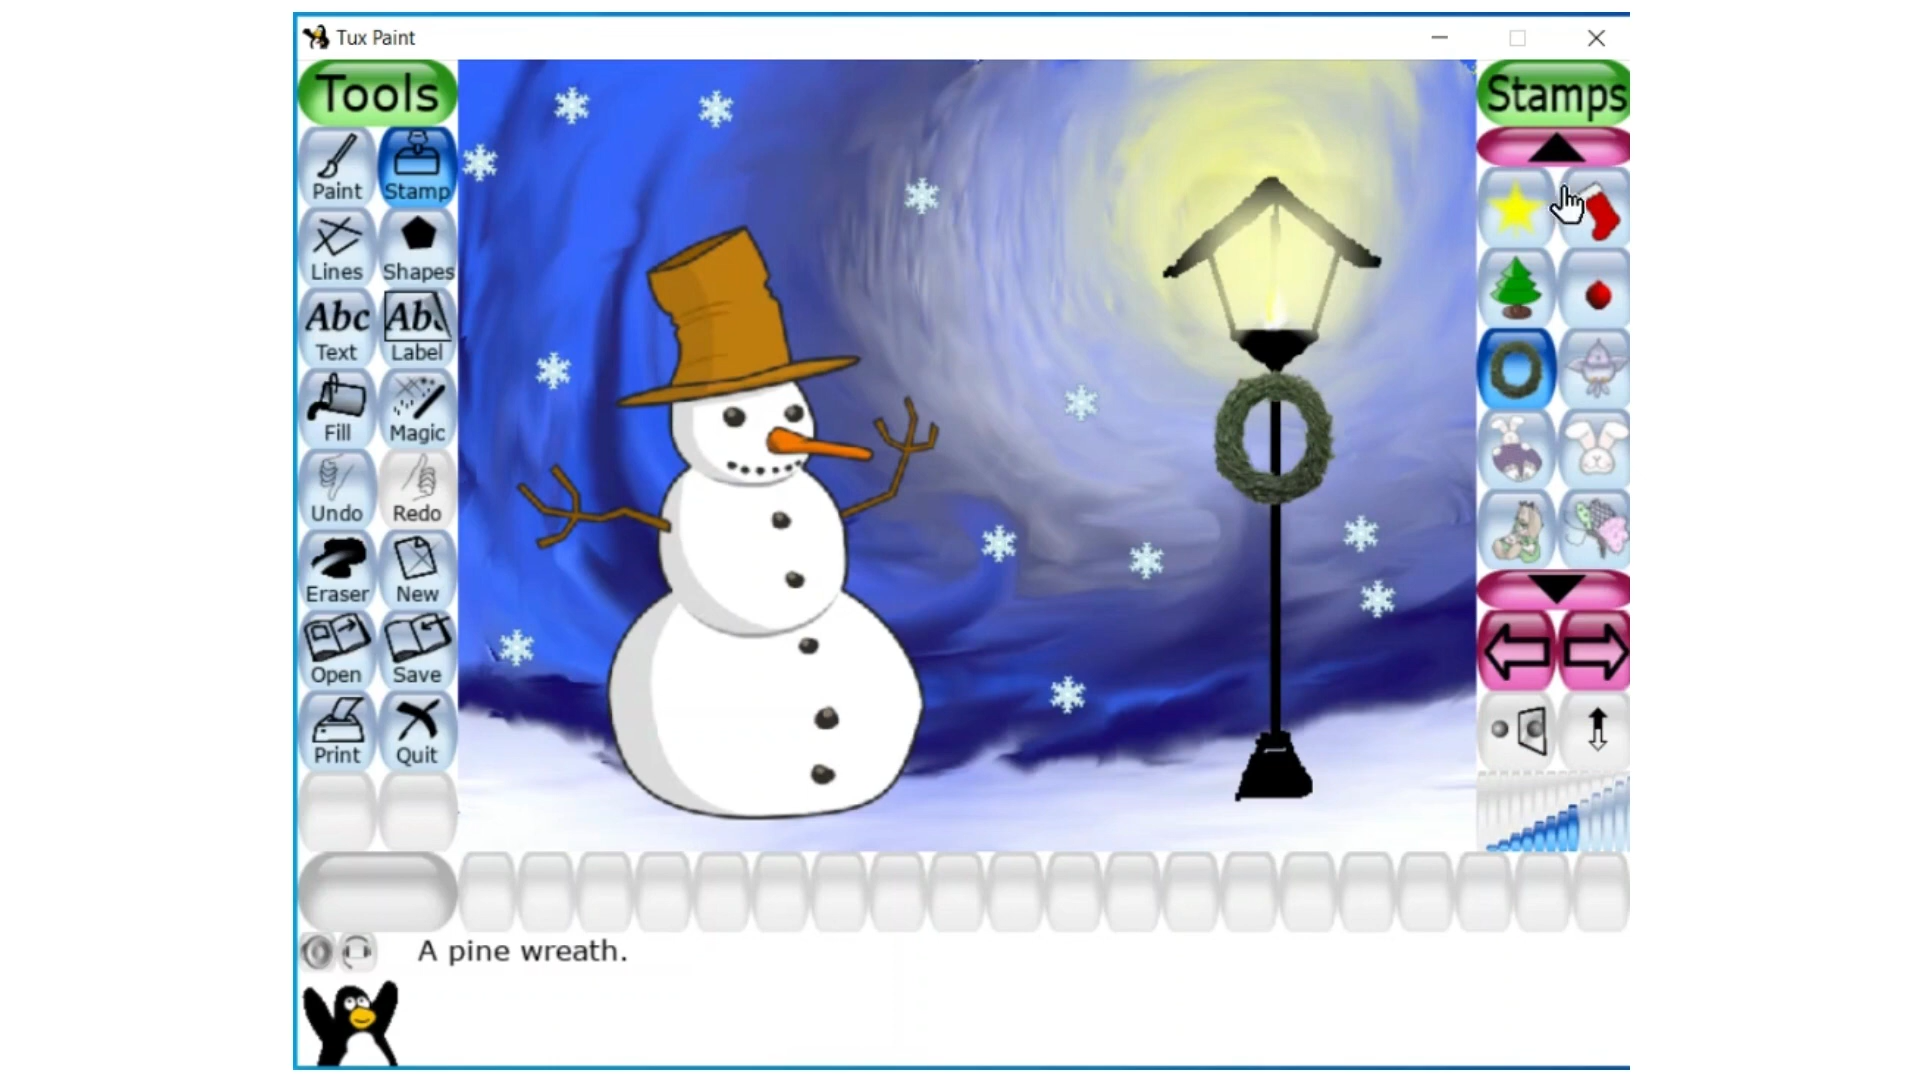 Tux Paint
Tools
Stamps
Paint
Stamp
Lines
Shapes
Abc
Abc
Text
Label
Fill
Magic
Undo
Redo
Eraser
New
Open
Save
Print
Quit
A pine wreath.